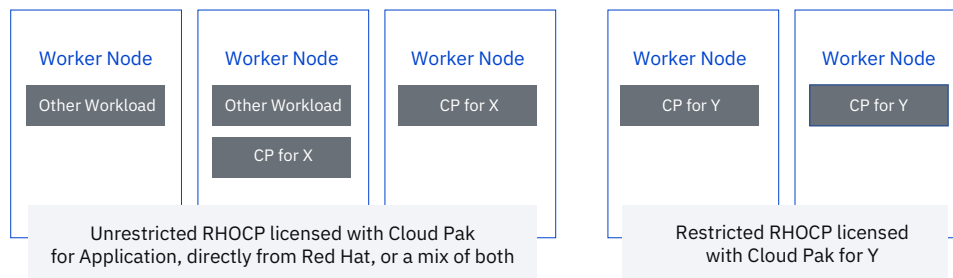 Worker Node
Other Workload
Worker Node
Other Workload
CP for X
Worker Node
CP for X
Unrestricted RHOCP licensed with Cloud Pak
for Application, directly from Red Hat, or a mix of both
Worker Node
CP for Y
Worker Node
CP for Y
Restricted RHOCP licensed
with Cloud Pak for Y